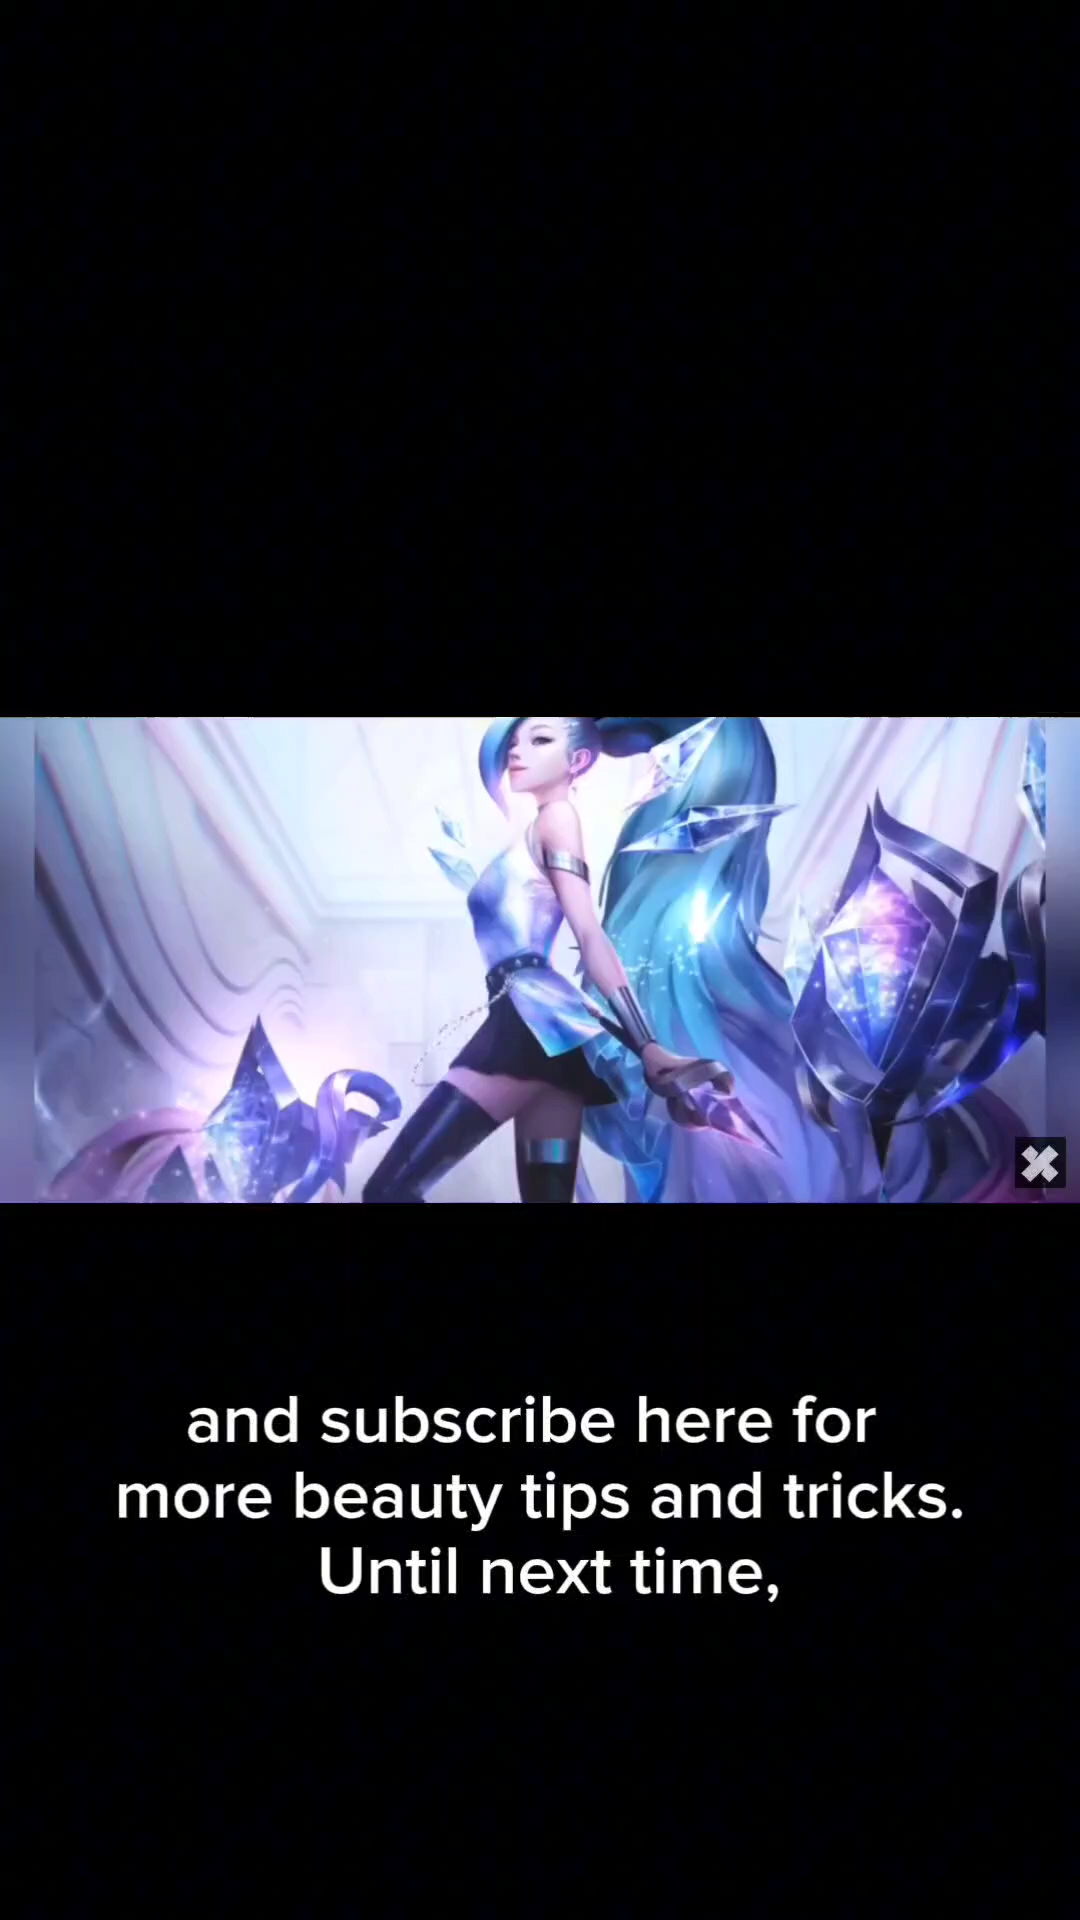 and subscribe here for
more beauty tips and tricks.
Until next time,